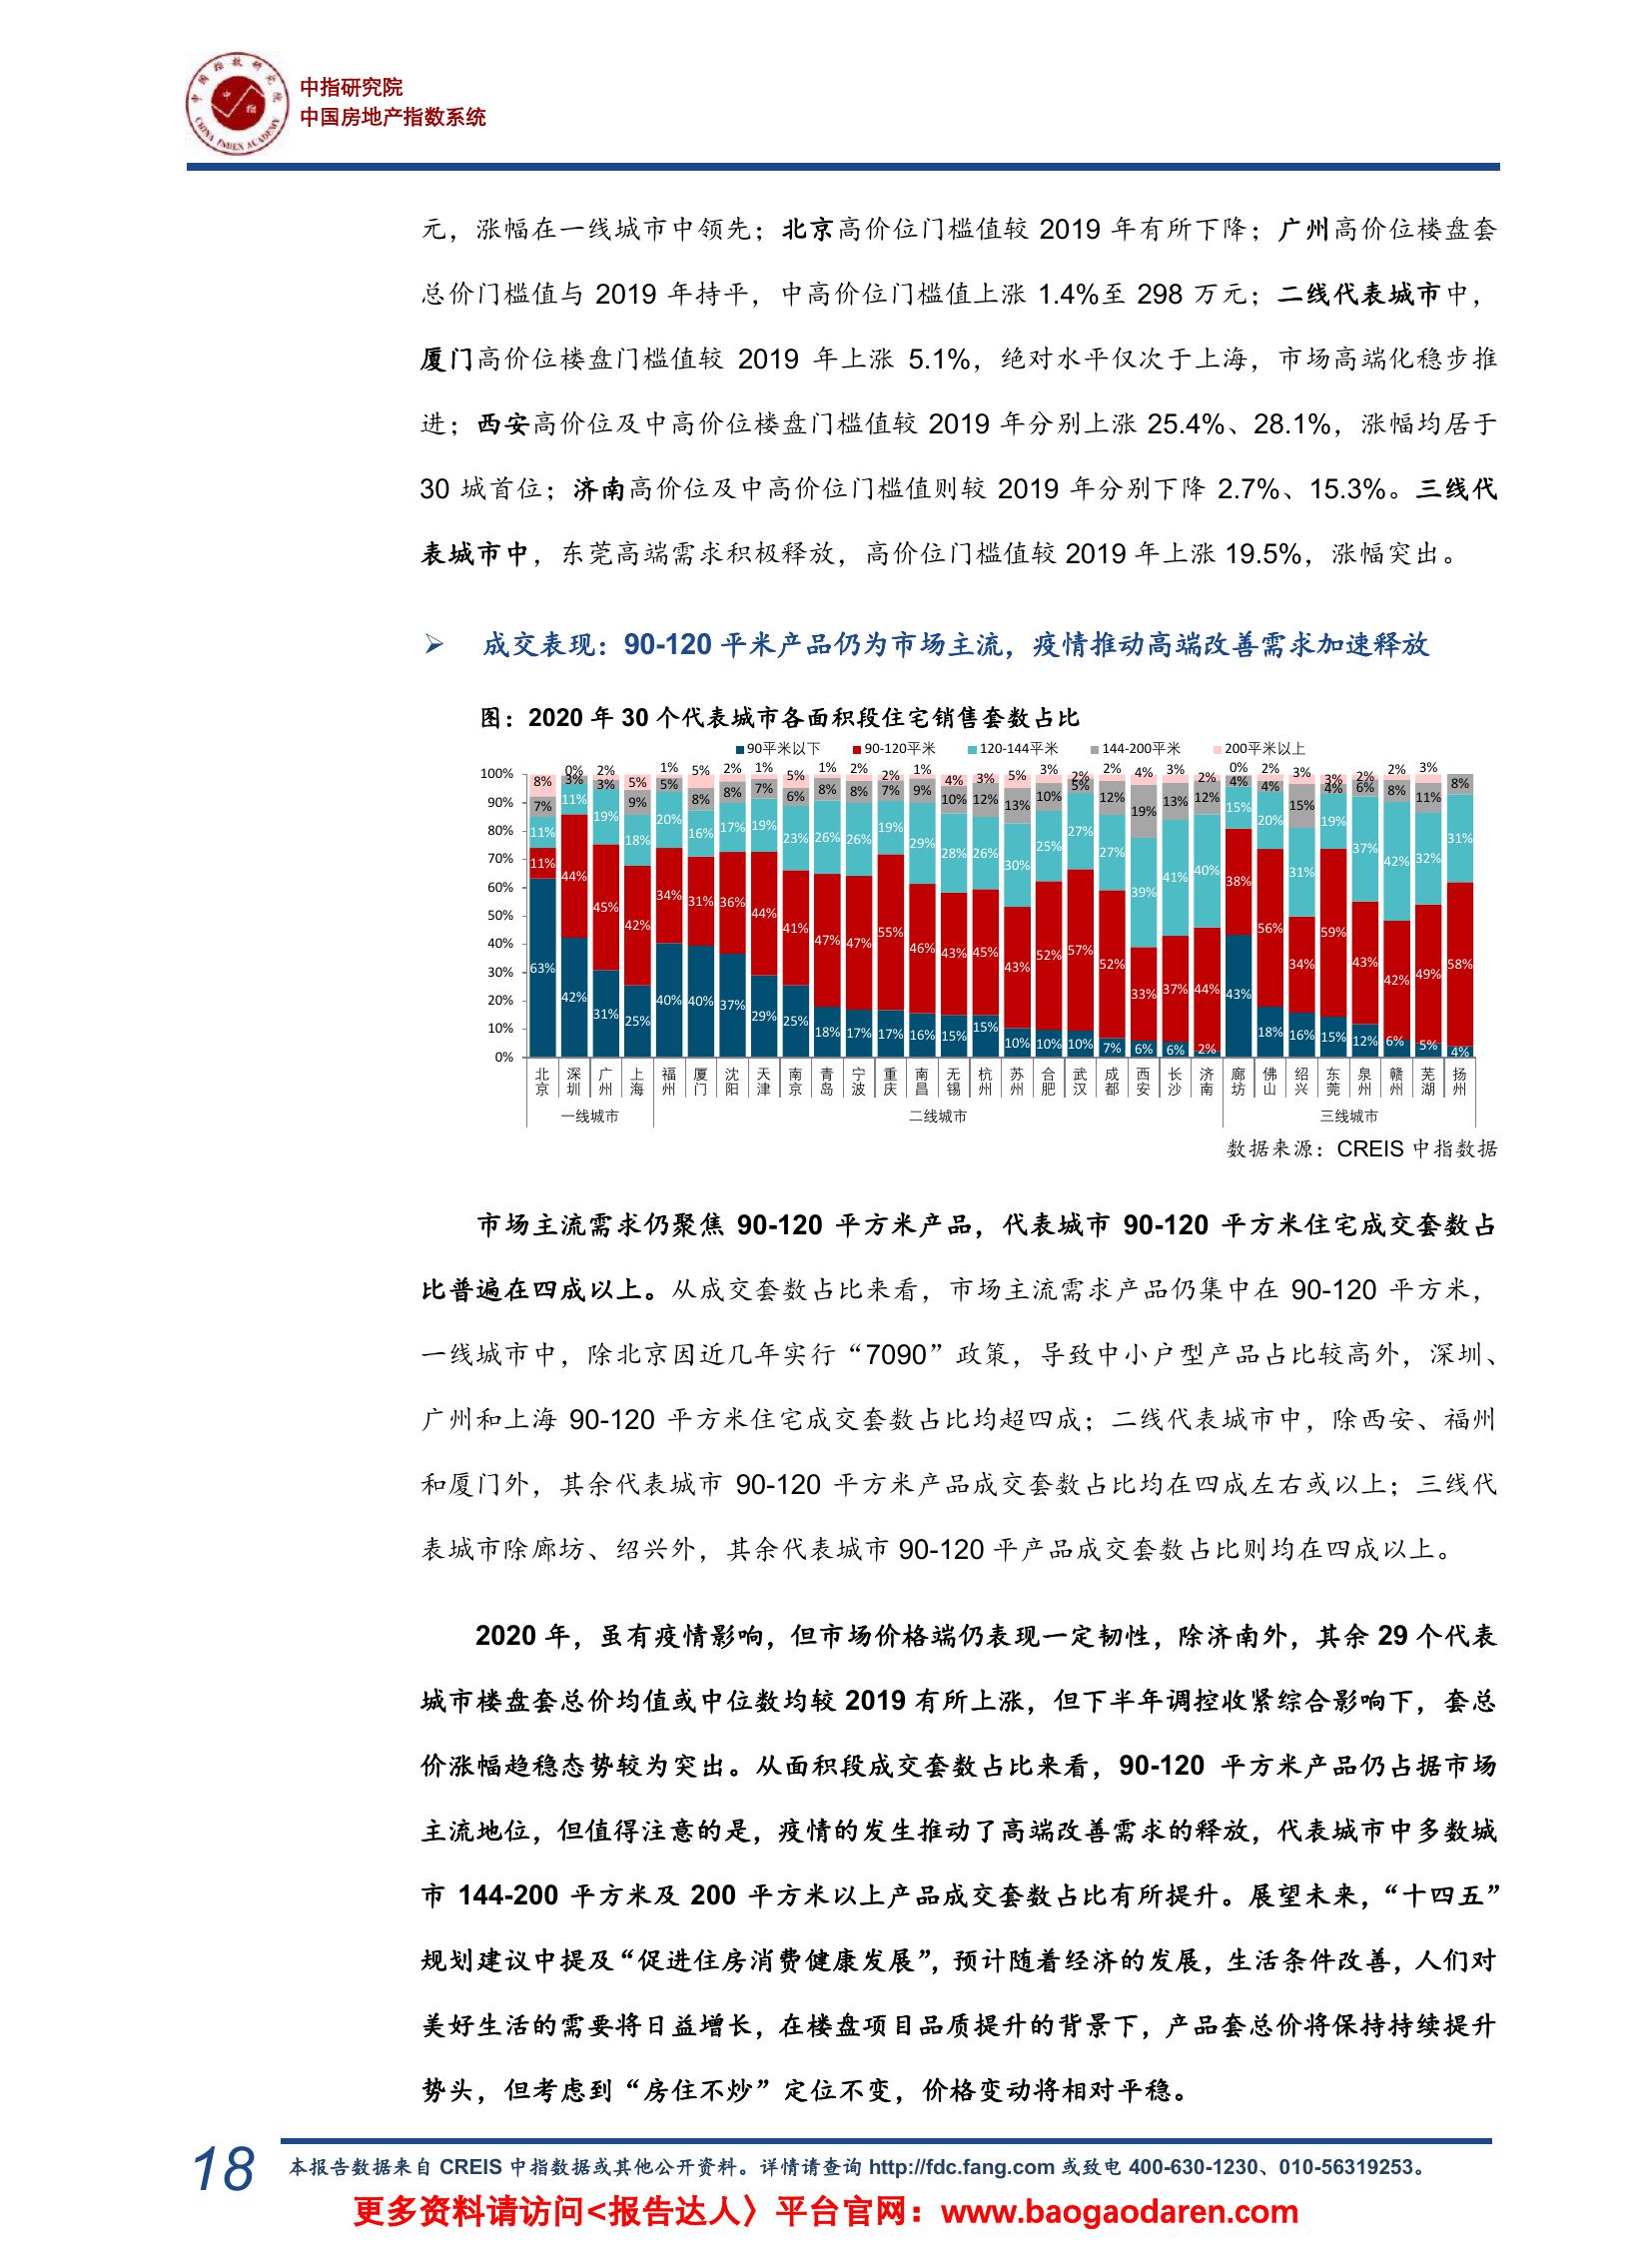 中国指数研究院
中 指
CHINA INDEX ACADEMY
中指研究院
中国房地产指数系统
元，涨幅在一线城市中领先；北京高价位门槛值较 2019 年有所下降；广州高价位楼盘套
总价门槛值与 2019 年持平，中高价位门槛值上涨 1.4%至 298 万元；二线代表城市中，
厦门高价位楼盘门槛值较 2019 年上涨 5.1%，绝对水平仅次于上海，市场高端化稳步推
进；西安高价位及中高价位楼盘门槛值较 2019 年分别上涨 25.4%、28.1%，涨幅均居于
30 城首位；济南高价位及中高价位门槛值则较 2019 年分别下降 2.7%、15.3%。三线代
表城市中，东莞高端需求积极释放，高价位门槛值较 2019 年上涨 19.5%，涨幅突出。
➢ 成交表现：90-120 平米产品仍为市场主流，疫情推动高端改善需求加速释放
图：2020 年 30 个代表城市各面积段住宅销售套数占比
90平米以下 90-120平米 120-144平米 144-200平米 200平米以上
100%
90%
80%
70%
60%
50%
40%
30%
20%
10%
0%
8% 0% 2% 5% 1% 5% 2% 1% 5% 1% 2% 2% 1% 4% 3% 5% 3% 2% 2% 4% 3% 2% 0% 2% 3% 3% 2% 2% 3%
7% 3% 3% 9% 5% 8% 8% 7% 6% 8% 8% 7% 9% 10% 12% 13% 10% 5% 12% 19% 13% 12% 4% 4% 15% 4% 6% 8% 11% 8%
11% 11% 19% 18% 20% 16% 17% 19% 23% 26% 26% 19% 29% 28% 26% 30% 25% 27% 27% 39% 41% 40% 15% 20% 31% 19% 37% 42% 32% 31%
11% 44% 45% 42% 34% 31% 36% 44% 41% 47% 47% 55% 46% 43% 45% 43% 52% 57% 52% 33% 37% 44% 38% 56% 34% 59% 43% 42% 49% 58%
63% 42% 31% 25% 40% 40% 37% 29% 25% 18% 17% 17% 16% 15% 15% 10% 10% 10% 7% 6% 6% 2% 43% 18% 16% 15% 12% 6% 5% 4%
北京 深圳 广州 上海 福州 厦门 沈阳 天津 南京 青岛 宁波 重庆 南昌 无锡 杭州 苏州 合肥 武汉 成都 西安 长沙 济南 廊坊 佛山 绍兴 东莞 泉州 赣州 芜湖 扬州
一线城市 二线城市 三线城市
数据来源：CREIS 中指数据
市场主流需求仍聚焦 90-120 平方米产品，代表城市 90-120 平方米住宅成交套数占
比普遍在四成以上。从成交套数占比来看，市场主流需求产品仍集中在 90-120 平方米，
一线城市中，除北京因近几年实行“7090”政策，导致中小户型产品占比较高外，深圳、
广州和上海 90-120 平方米住宅成交套数占比均超四成；二线代表城市中，除西安、福州
和厦门外，其余代表城市 90-120 平方米产品成交套数占比均在四成左右或以上；三线代
表城市除廊坊、绍兴外，其余代表城市 90-120 平产品成交套数占比则均在四成以上。
2020 年，虽有疫情影响，但市场价格端仍表现一定韧性，除济南外，其余 29 个代表
城市楼盘套总价均值或中位数均较 2019 有所上涨，但下半年调控收紧综合影响下，套总
价涨幅趋稳态势较为突出。从面积段成交套数占比来看，90-120 平方米产品仍占据市场
主流地位，但值得注意的是，疫情的发生推动了高端改善需求的释放，代表城市中多数城
市 144-200 平方米及 200 平方米以上产品成交套数占比有所提升。展望未来，“十四五”
规划建议中提及“促进住房消费健康发展”，预计随着经济的发展，生活条件改善，人们对
美好生活的需要将日益增长，在楼盘项目品质提升的背景下，产品套总价将保持持续提升
势头，但考虑到“房住不炒”定位不变，价格变动将相对平稳。
18 本报告数据来自 CREIS 中指数据或其他公开资料。详情请查询 http://fdc.fang.com 或致电 400-630-1230、010-56319253。
更多资料请访问<报告达人〉平台官网：www.baogaodaren.com